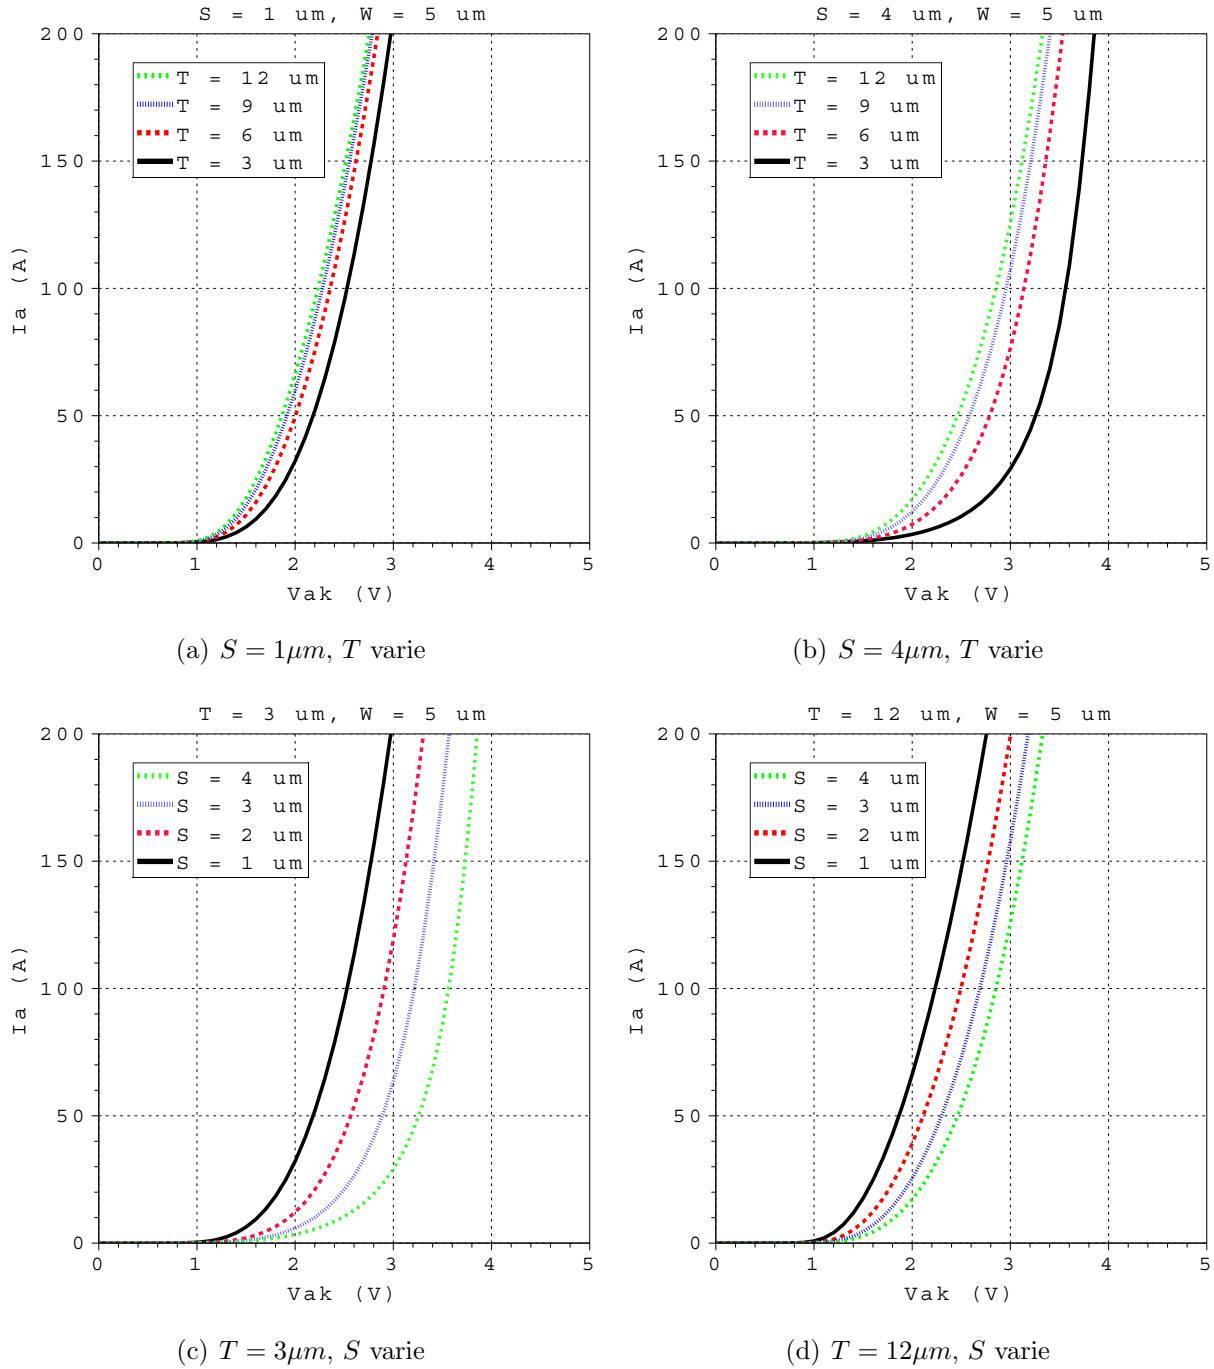 S = 1 um, W = 5 um
200
150
100
50
0
Ia (A)
T = 12 um
T = 9 um
T = 6 um
T = 3 um
0 1 2 3 4 5
Vak (V)
(a) S = 1μm, T varie
S = 4 um, W = 5 um
200
150
100
50
0
Ia (A)
T = 12 um
T = 9 um
T = 6 um
T = 3 um
0 1 2 3 4 5
Vak (V)
(b) S = 4μm, T varie
T = 3 um, W = 5 um
200
150
100
50
0
Ia (A)
S = 4 um
S = 3 um
S = 2 um
S = 1 um
0 1 2 3 4 5
Vak (V)
(c) T = 3μm, S varie
T = 12 um, W = 5 um
200
150
100
50
0
Ia (A)
S = 4 um
S = 3 um
S = 2 um
S = 1 um
0 1 2 3 4 5
Vak (V)
(d) T = 12μm, S varie